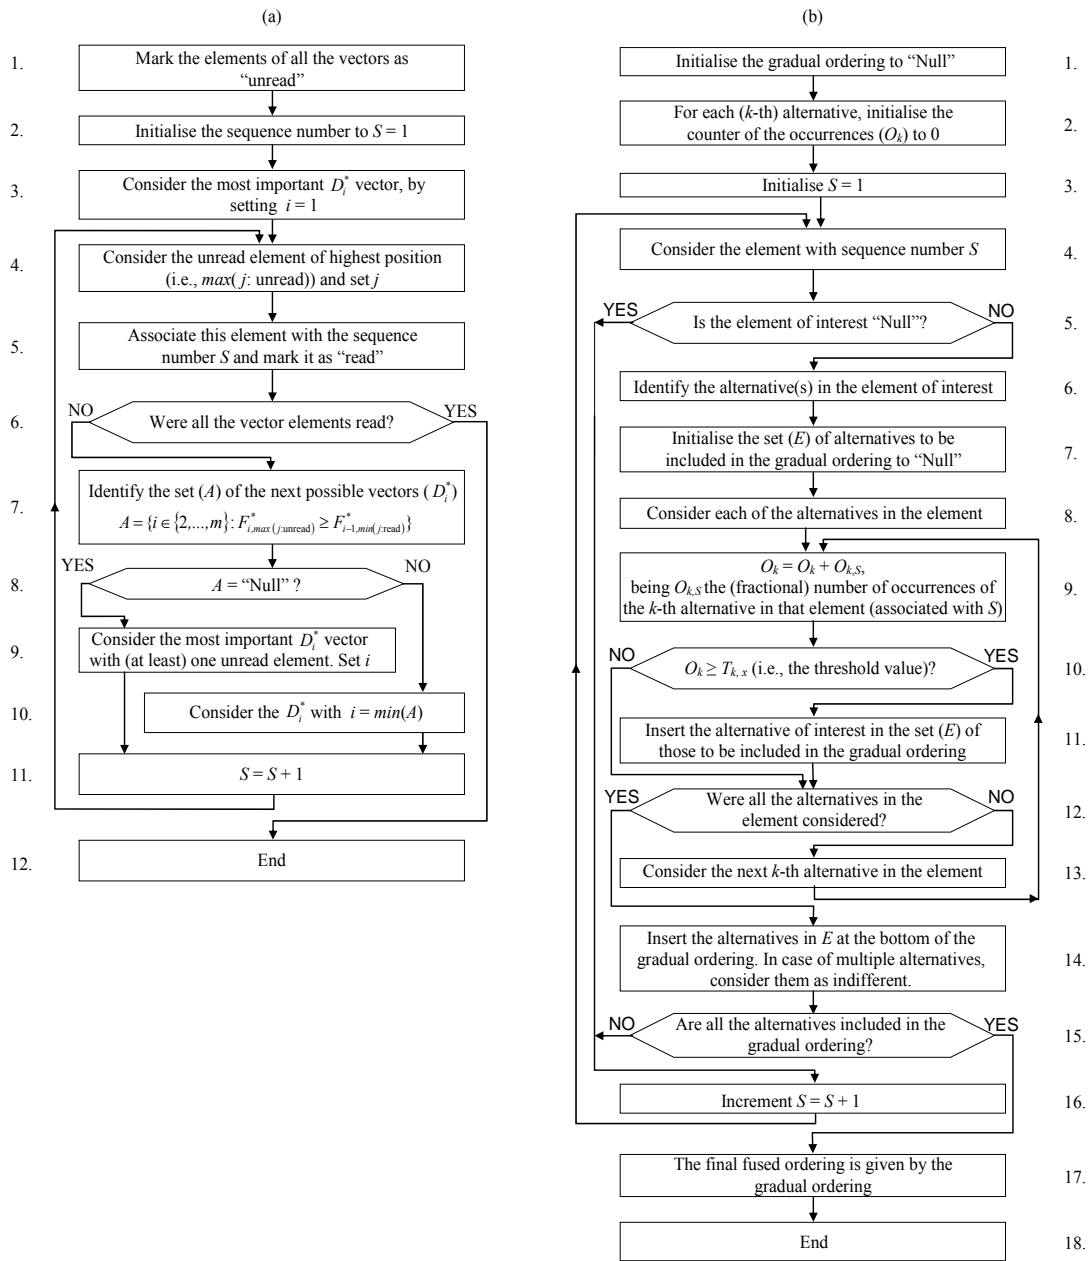 (a)
1.
Mark the elements of all the vectors as
“unread”
2.
Initialise the sequence number to S = 1
3.
Consider the most important D*i vector, by
setting i = 1
4.
Consider the unread element of highest position
(i.e., max( j: unread)) and set j
5.
Associate this element with the sequence
number S and mark it as “read”
6.
NO
Were all the vector elements read?
YES
7.
Identify the set (A) of the next possible vectors ( D*i )
A = {i ∈ {2,...,m}: F*i,max(j:unread) ≥ F*i−1,min(j:read)}
8.
YES
A = “Null” ?
NO
9.
Consider the most important D*i vector
with (at least) one unread element. Set i
10.
Consider the D*i with i = min(A)
11.
S = S + 1
12.
End
(b)
Initialise the gradual ordering to “Null”
1.
For each (k-th) alternative, initialise the
counter of the occurrences (Ok) to 0
2.
Initialise S = 1
3.
Consider the element with sequence number S
4.
YES
Is the element of interest “Null”?
NO
5.
Identify the alternative(s) in the element of interest
6.
Initialise the set (E) of alternatives to be
included in the gradual ordering to “Null”
7.
Consider each of the alternatives in the element
8.
Ok = Ok + Ok,S,
being Ok,S the (fractional) number of occurrences of
the k-th alternative in that element (associated with S)
9.
NO
Ok ≥ Tk,x (i.e., the threshold value)?
YES
10.
Insert the alternative of interest in the set (E) of
those to be included in the gradual ordering
11.
YES
Were all the alternatives in the
element considered?
NO
12.
Consider the next k-th alternative in the element
13.
Insert the alternatives in E at the bottom of the
gradual ordering. In case of multiple alternatives,
consider them as indifferent.
14.
NO
Are all the alternatives included in the
gradual ordering?
YES
15.
Increment S = S + 1
16.
The final fused ordering is given by the
gradual ordering
17.
End
18.